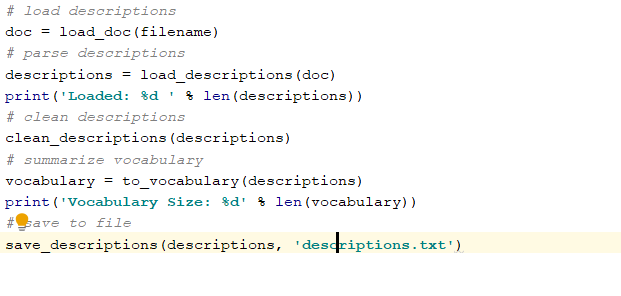 # load descriptions
doc = load_doc(filename)
# parse descriptions
descriptions = load_descriptions(doc)
print('Loaded: %d ' % len(descriptions))
# clean descriptions
clean_descriptions(descriptions)
# summarize vocabulary
vocabulary = to_vocabulary(descriptions)
print('Vocabulary Size: %d' % len(vocabulary))
# save to file
save_descriptions(descriptions, 'descriptions.txt')